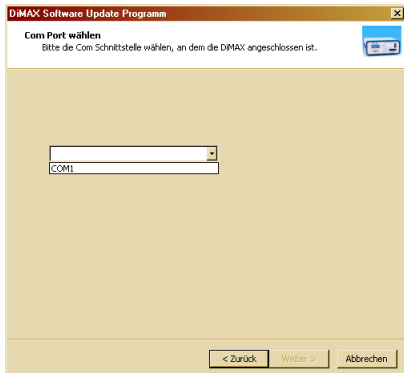 DiMAX Software Update Programm
Com Port wählen
Bitte die Com Schnittstelle wählen, an dem die DiMAX angeschlossen ist.
COM1
< Zurück
Weiter >
Abbrechen